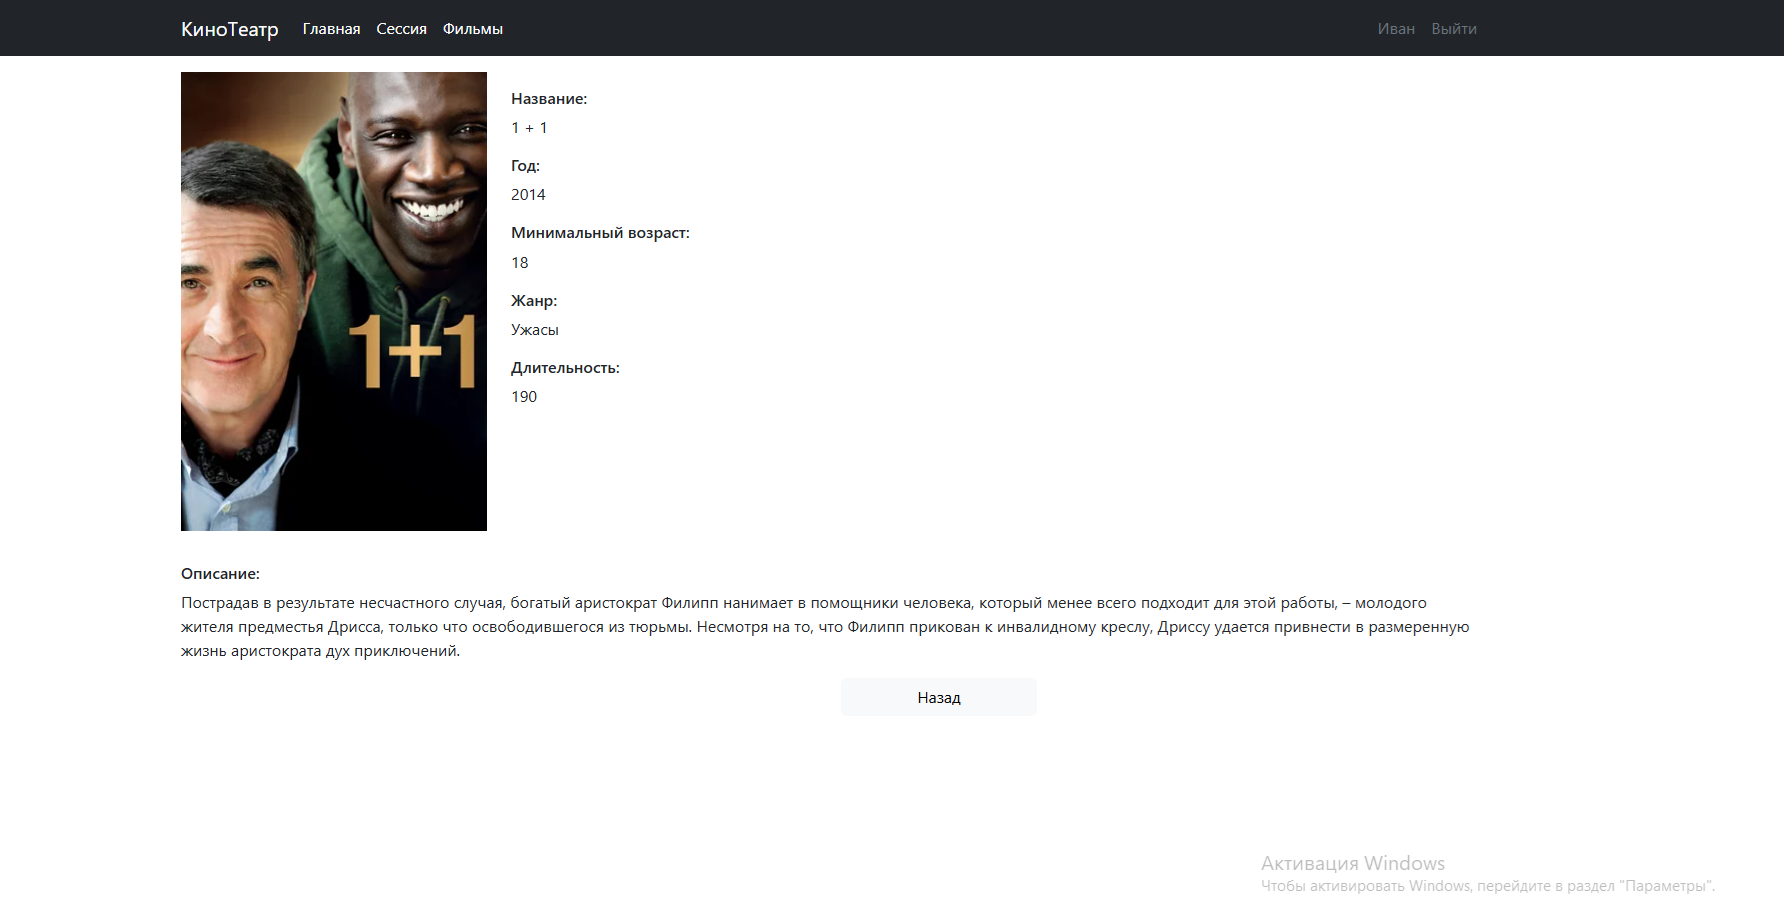 КиноТеатр Главная Сессия Фильмы Иван Выйти
1+1
Название:
1 + 1
Год:
2014
Минимальный возраст:
18
Жанр:
Ужасы
Длительность:
190
Описание:
Пострадав в результате несчастного случая, богатый аристократ Филипп нанимает в помощники человека, который менее всего подходит для этой работы, – молодого
жителя предместья Дрисса, только что освободившегося из тюрьмы. Несмотря на то, что Филипп прикован к инвалидному креслу, Дриссу удается привнести в размеренную
жизнь аристократа дух приключений.
Назад
Активация Windows
Чтобы активировать Windows, перейдите в раздел "Параметры".